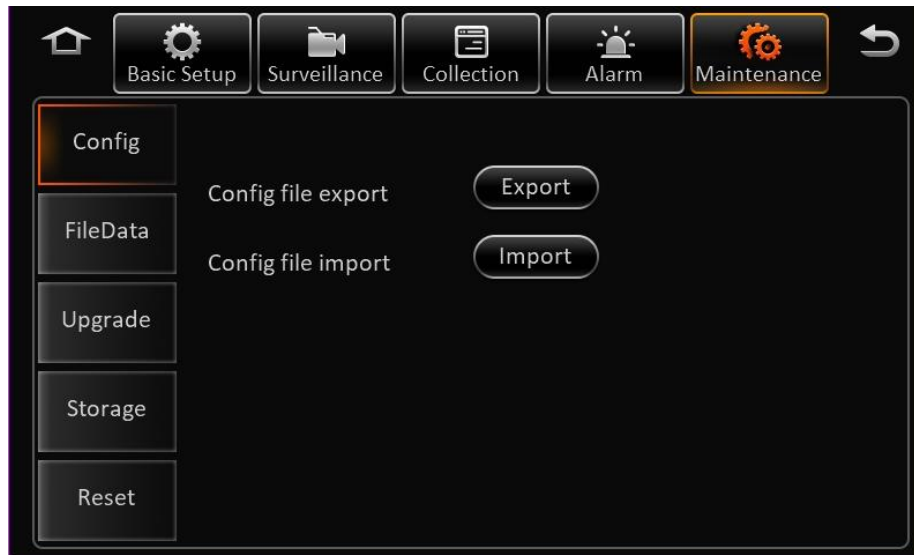 Basic Setup
Surveillance
Collection
Alarm
Maintenance
Config
FileData
Upgrade
Storage
Reset
Config file export
Export
Config file import
Import